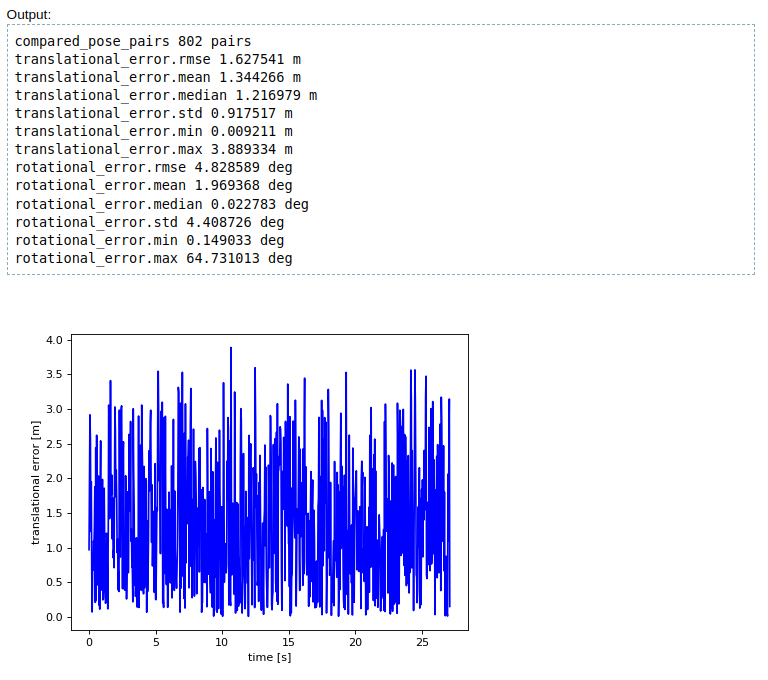 Output:
compared_pose_pairs 802 pairs
translational_error.rmse 1.627541 m
translational_error.mean 1.344266 m
translational_error.median 1.216979 m
translational_error.std 0.917517 m
translational_error.min 0.009211 m
translational_error.max 3.889334 m
rotational_error.rmse 4.828589 deg
rotational_error.mean 1.969368 deg
rotational_error.median 0.022783 deg
rotational_error.std 4.408726 deg
rotational_error.min 0.149033 deg
rotational_error.max 64.731013 deg
4.0
3.5
3.0
2.5
2.0
1.5
1.0
0.5
0.0
translational error [m]
0 5 10 15 20 25
time [s]